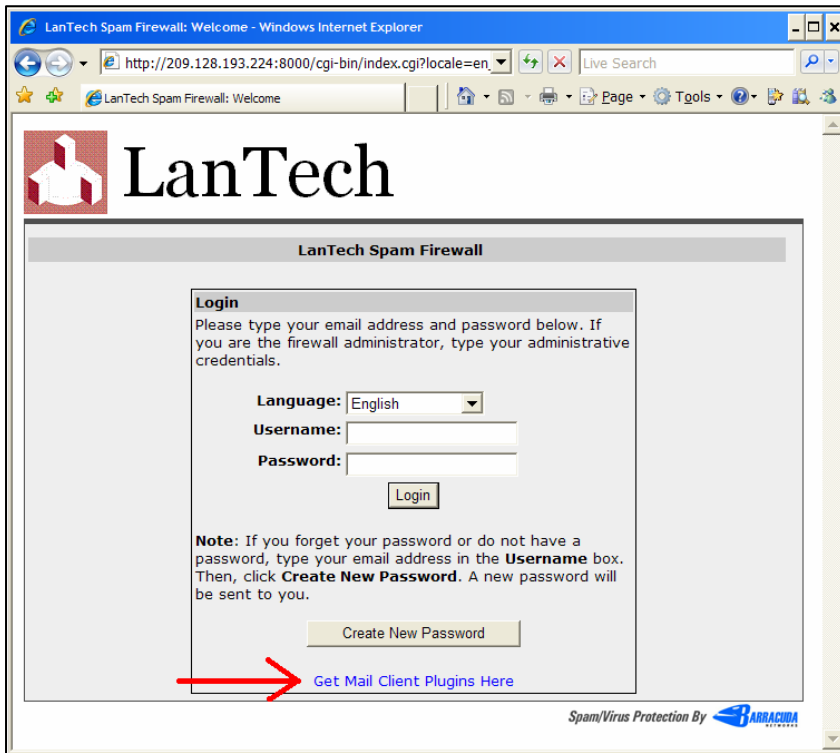 LanTech Spam Firewall: Welcome - Windows Internet Explorer
http://209.128.193.224:8000/cgi-bin/index.cgi?locale=en_
Live Search
LanTech Spam Firewall: Welcome
Page
Tools
LanTech
LanTech Spam Firewall
Login
Please type your email address and password below. If
you are the firewall administrator, type your administrative
credentials.
Language: English
Username:
Password:
Login
Note: If you forget your password or do not have a
password, type your email address in the Username box.
Then, click Create New Password. A new password will
be sent to you.
Create New Password
Get Mail Client Plugins Here
Spam/Virus Protection By BARRACUDA
NETWORKS